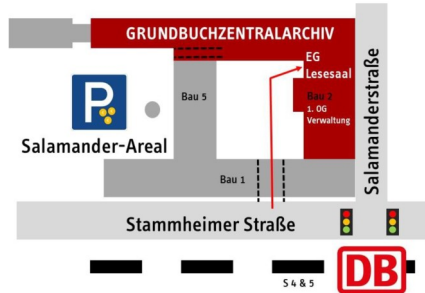 GRUNDBUCHZENTRALARCHIV
EG
Lesesaal
P
Bau 5
Bau 2
1. OG
Verwaltung
Salamanderstraße
Salamander-Areal
Bau 1
Stammheimer Straße
DB
S 4 & 5